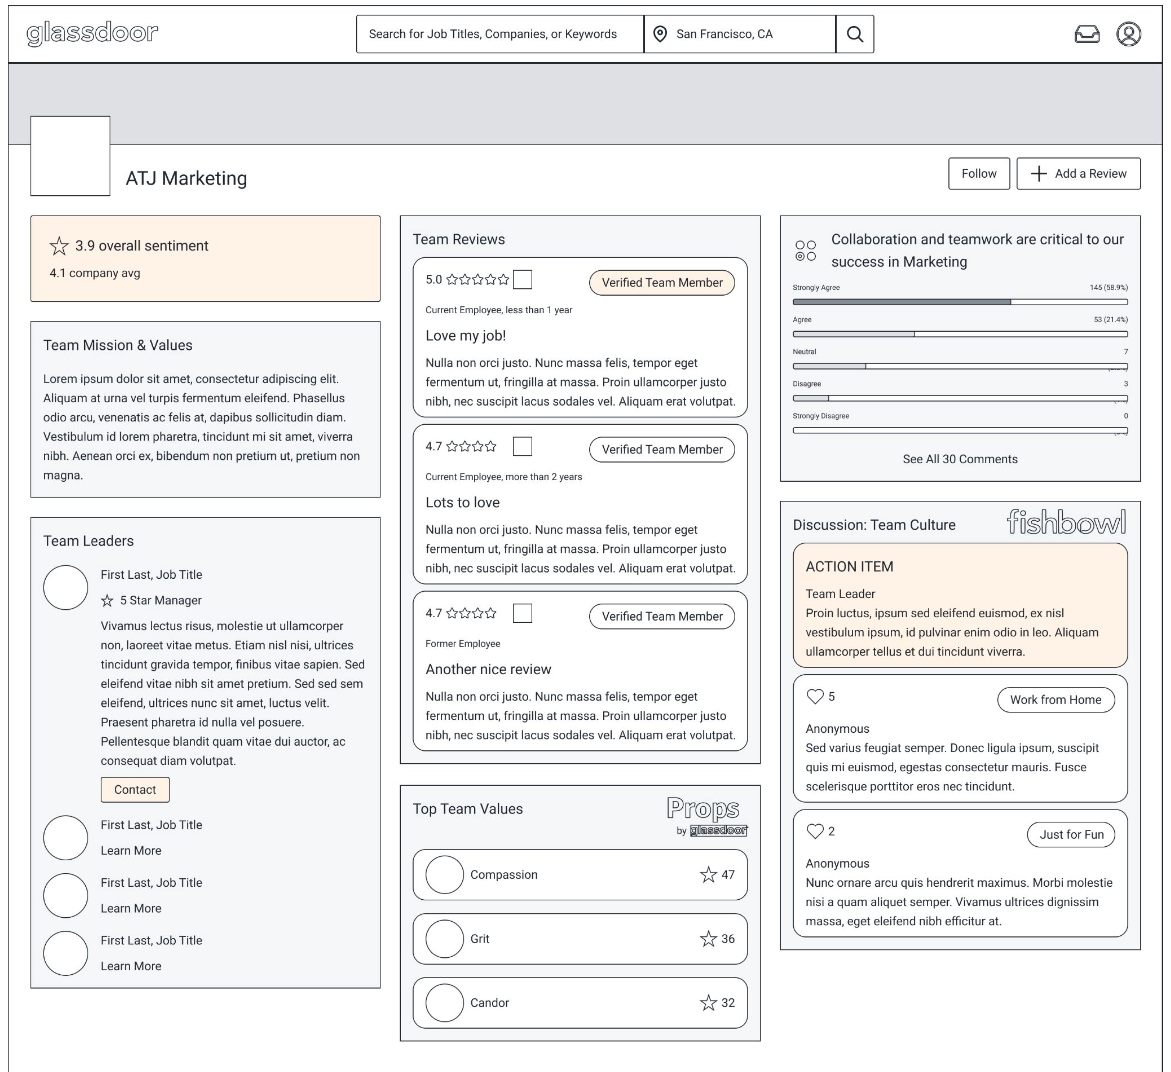 glassdoor
Search for Job Titles, Companies, or Keywords
San Francisco, CA
ATJ Marketing
Follow
Add a Review
3.9 overall sentiment
4.1 company avg
Team Mission & Values
Lorem ipsum dolor sit amet, consectetur adipiscing elit.
Aliquam at urna vel turpis fermentum eleifend. Phasellus
odio arcu, venenatis ac felis at, dapibus sollicitudin diam.
Vestibulum id lorem pharetra, tincidunt mi sit amet, viverra
nibh. Aenean orci ex, bibendum non pretium ut, pretium non
magna.
Team Leaders
First Last, Job Title
5 Star Manager
Vivamus lectus risus, molestie ut ullamcorper
non, laoreet vitae metus. Etiam nisl nisi, ultrices
tincidunt gravida tempor, finibus vitae sapien. Sed
eleifend vitae nibh sit amet pretium. Sed sed sem
eleifend, ultrices nunc sit amet, luctus velit.
Praesent pharetra id nulla vel posuere.
Pellentesque blandit quam vitae dui auctor, ac
consequat diam volutpat.
Contact
First Last, Job Title
Learn More
First Last, Job Title
Learn More
First Last, Job Title
Learn More
Team Reviews
5.0
Verified Team Member
Current Employee, less than 1 year
Love my job!
Nulla non orci justo. Nunc massa felis, tempor eget
fermentum ut, fringilla at massa. Proin ullamcorper justo
nibh, nec suscipit lacus sodales vel. Aliquam erat volutpat.
4.7
Verified Team Member
Current Employee, more than 2 years
Lots to love
Nulla non orci justo. Nunc massa felis, tempor eget
fermentum ut, fringilla at massa. Proin ullamcorper justo
nibh, nec suscipit lacus sodales vel. Aliquam erat volutpat.
4.7
Verified Team Member
Former Employee
Another nice review
Nulla non orci justo. Nunc massa felis, tempor eget
fermentum ut, fringilla at massa. Proin ullamcorper justo
nibh, nec suscipit lacus sodales vel. Aliquam erat volutpat.
Top Team Values
Props
by glassdoor
Compassion
47
Grit
36
Candor
32
Collaboration and teamwork are critical to our
success in Marketing
Strongly Agree
145 (58.9%)
Agree
53 (21.4%)
Neutral
7
Disagree
3
Strongly Disagree
0
See All 30 Comments
Discussion: Team Culture
fishbowl
ACTION ITEM
Team Leader
Proin luctus, ipsum sed eleifend euismod, ex nisl
vestibulum ipsum, id pulvinar enim odio in leo. Aliquam
ullamcorper tellus et dui tincidunt viverra.
5
Work from Home
Anonymous
Sed varius feugiat semper. Donec ligula ipsum, suscipit
quis mi euismod, egestas consectetur mauris. Fusce
scelerisque porttitor eros nec tincidunt.
2
Just for Fun
Anonymous
Nunc ornare arcu quis hendrerit maximus. Morbi molestie
nisi a quam aliquet semper. Vivamus ultrices dignissim
massa, eget eleifend nibh efficitur at.